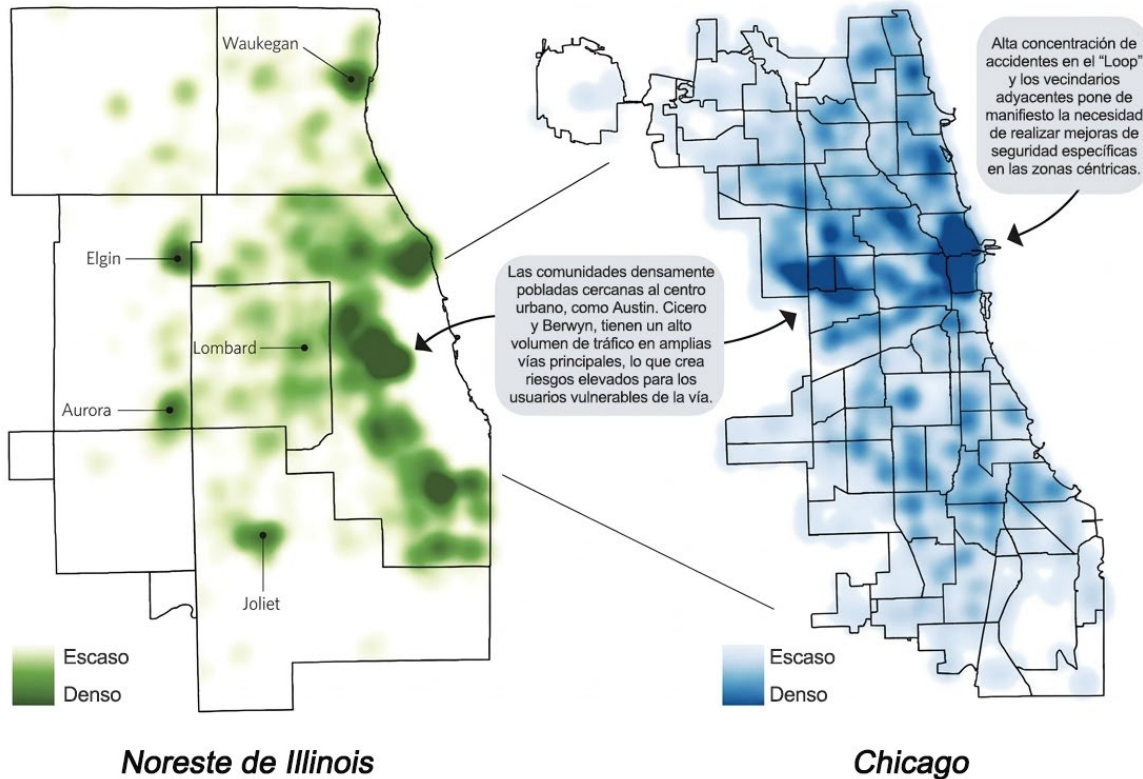 Waukegan
Elgin
Lombard
Aurora
Joliet
Escaso
Denso
Noreste de Illinois
Las comunidades densamente
pobladas cercanas al centro
urbano, como Austin. Cicero
y Berwyn, tienen un alto
volumen de tráfico en amplias
vías principales, lo que crea
riesgos elevados para los
usuarios vulnerables de la vía.
Alta concentración de
accidentes en el “Loop”
y los vecindarios
adyacentes pone de
manifiesto la necesidad
de realizar mejoras de
seguridad específicas
en las zonas céntricas.
Escaso
Denso
Chicago